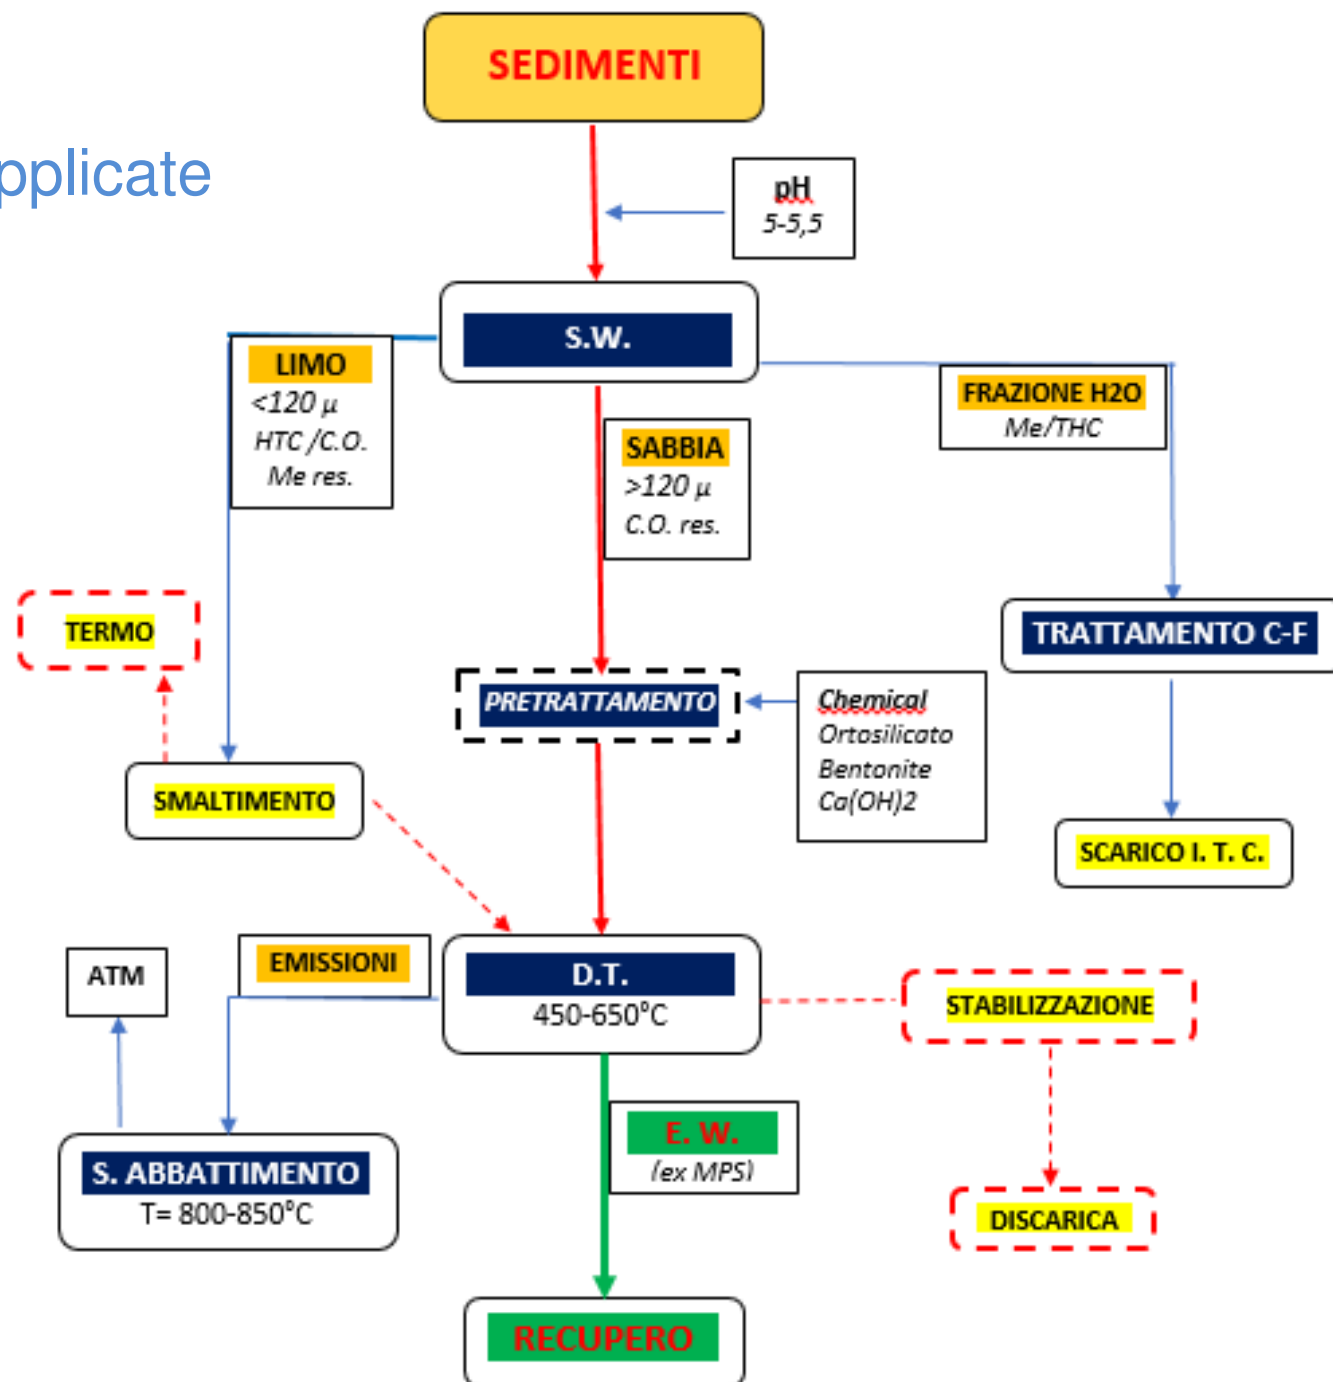 SEDIMENTI
pplicate
pH
5-5,5
S.W.
LIMO
<120 µ
HTC /C.O.
Me res.
FRAZIONE H2O
Me/THC
SABBIA
>120 µ
C.O. res.
TERMO
TRATTAMENTO C-F
PRETRATTAMENTO
Chemical
Ortosilicato
Bentonite
Ca(OH)2
SMALTIMENTO
SCARICO I. T. C.
EMISSIONI
ATM
D.T.
450-650°C
STABILIZZAZIONE
E. W.
(ex MPS)
S. ABBATTIMENTO
T= 800-850°C
DISCARICA
RECUPERO